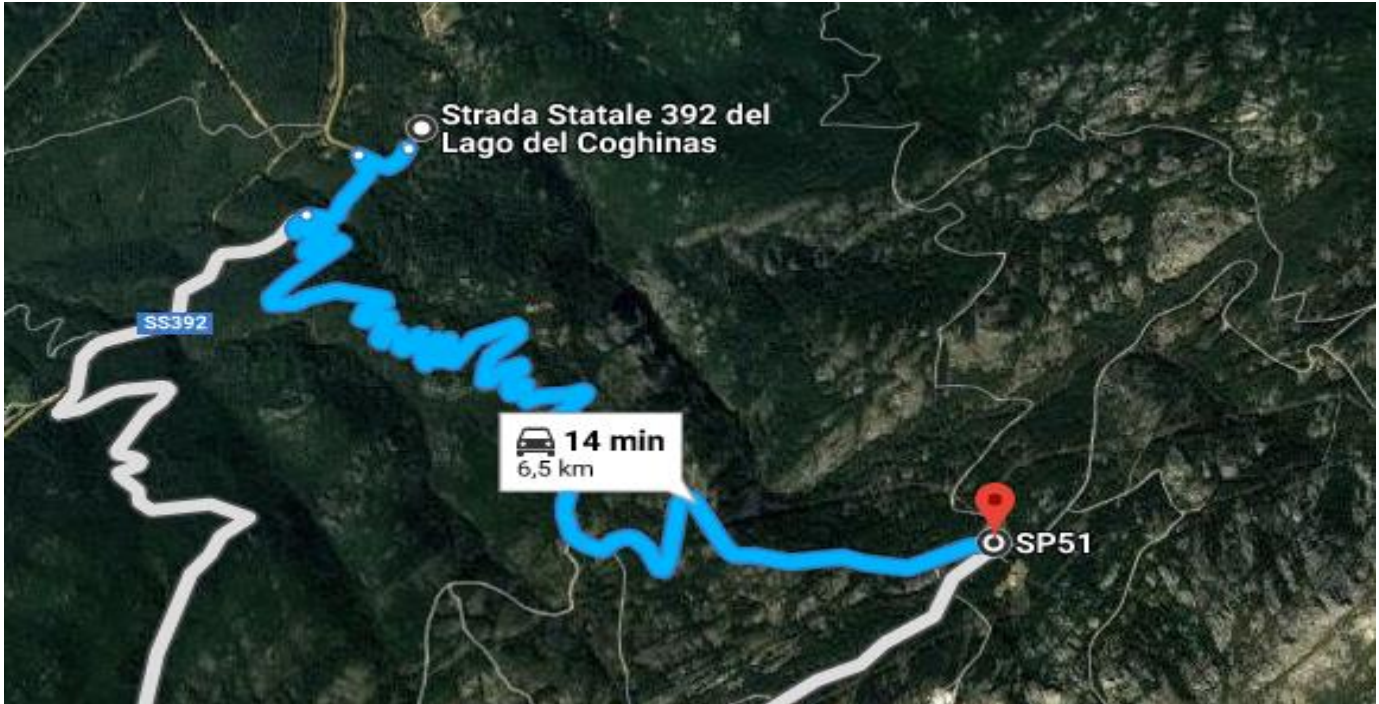 Strada Statale 392 del
Lago del Coghinas
SS392
14 min
6,5 km
SP51